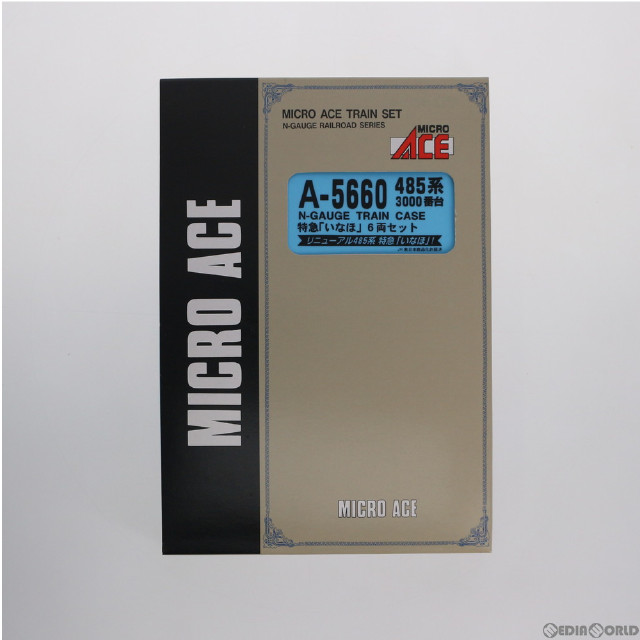 MICRO ACE
MICRO ACE TRAIN SET
N-GAUGE RAILROAD SERIES
MICRO
ACE
A-5660 485系
3000番台
N-GAUGE TRAIN CASE
特急「いなほ」6両セット
リニューアル485系 特急「いなほ」!
MICRO ACE
MEDIAWORLD